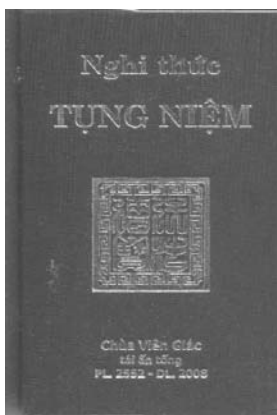 Nghi thức
TỤNG NIỆM
Chùa Viên Giác
tái ấn tống
PL. 2552 - DL. 2008